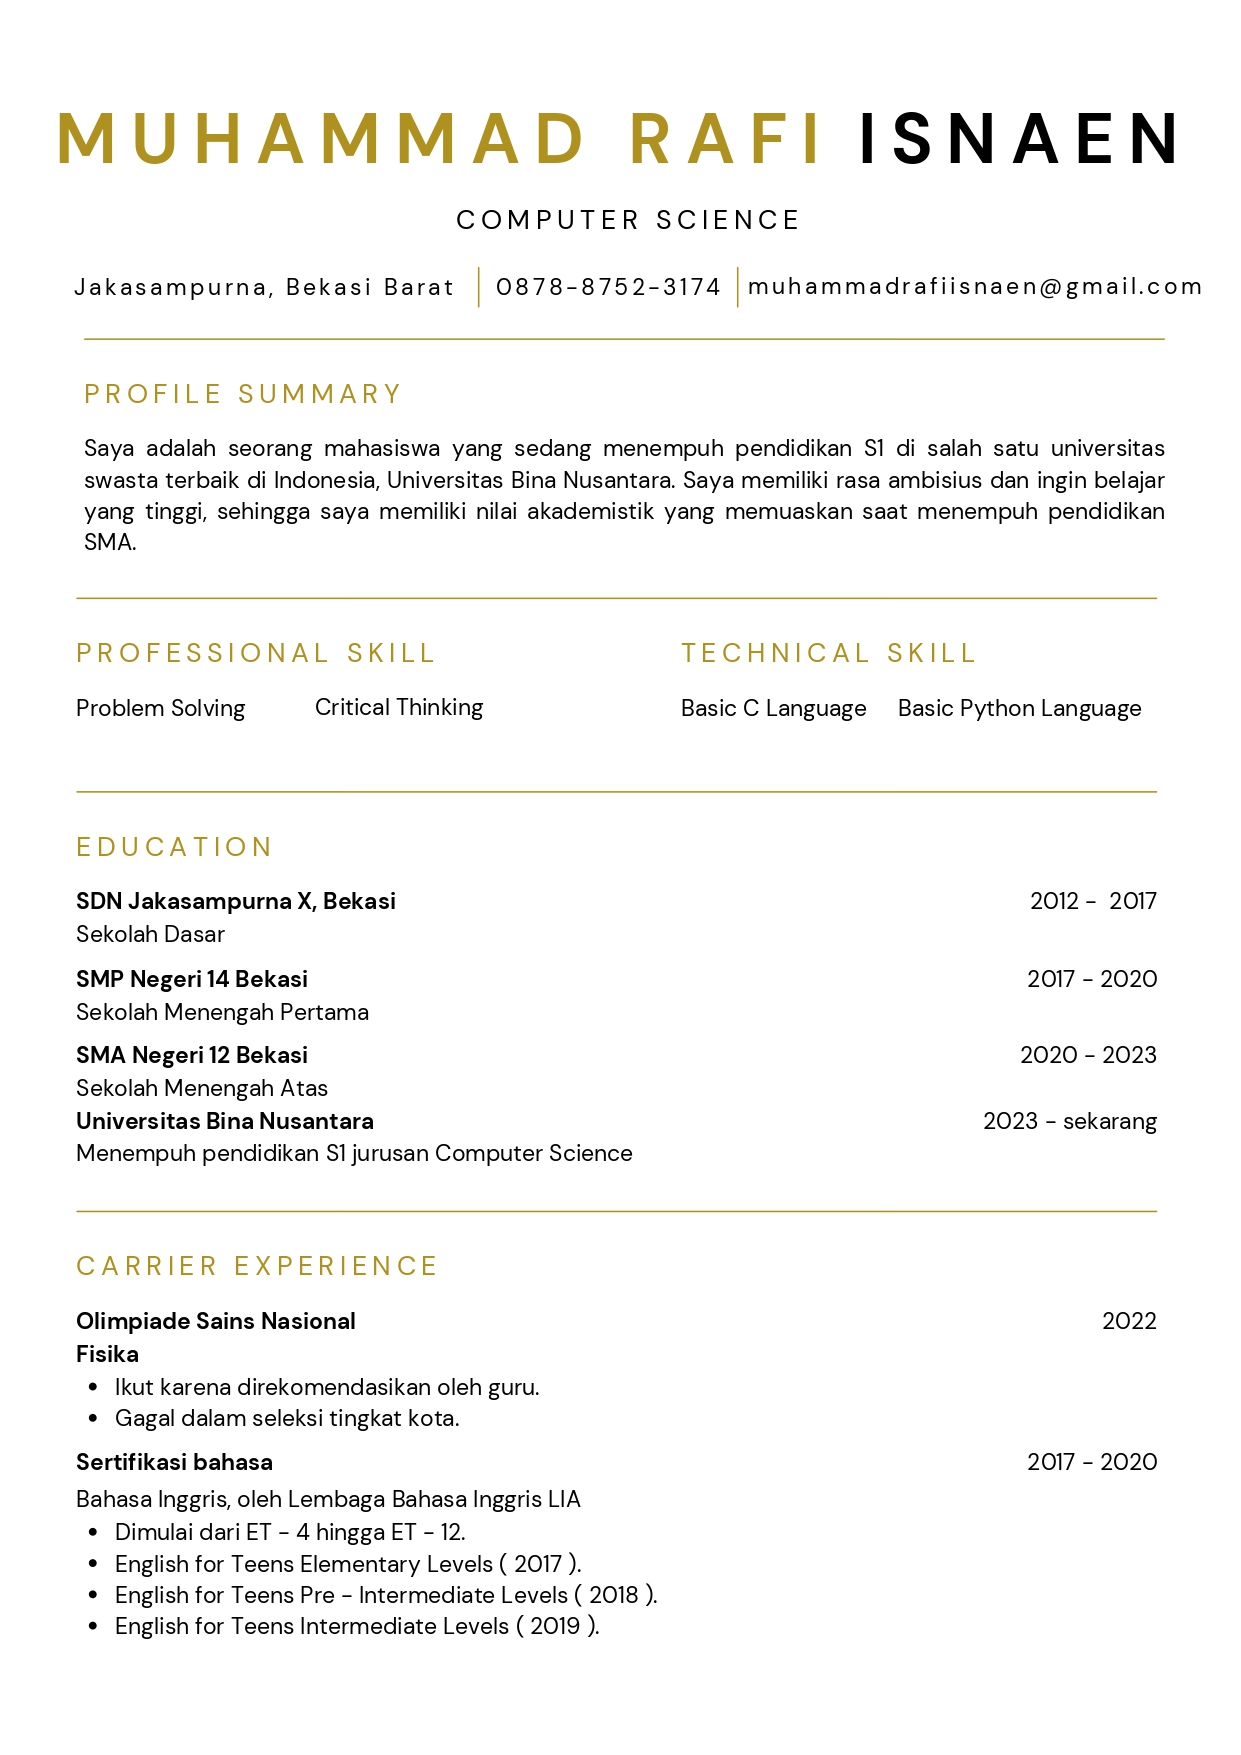 MUHAMMAD RAFI ISNAEN
COMPUTER SCIENCE
Jakasampurna, Bekasi Barat 0878-8752-3174 muhammadrafiisnaen@gmail.com
PROFILE SUMMARY
Saya adalah seorang mahasiswa yang sedang menempuh pendidikan S1 di salah satu universitas
swasta terbaik di Indonesia, Universitas Bina Nusantara. Saya memiliki rasa ambisius dan ingin belajar
yang tinggi, sehingga saya memiliki nilai akademistik yang memuaskan saat menempuh pendidikan
SMA.
PROFESSIONAL SKILL
Problem Solving Critical Thinking
TECHNICAL SKILL
Basic C Language Basic Python Language
EDUCATION
SDN Jakasampurna X, Bekasi 2012 - 2017
Sekolah Dasar
SMP Negeri 14 Bekasi 2017 - 2020
Sekolah Menengah Pertama
SMA Negeri 12 Bekasi 2020 - 2023
Sekolah Menengah Atas
Universitas Bina Nusantara 2023 - sekarang
Menempuh pendidikan S1 jurusan Computer Science
CARRIER EXPERIENCE
Olimpiade Sains Nasional 2022
Fisika
• Ikut karena direkomendasikan oleh guru.
• Gagal dalam seleksi tingkat kota.
Sertifikasi bahasa 2017 - 2020
Bahasa Inggris, oleh Lembaga Bahasa Inggris LIA
• Dimulai dari ET - 4 hingga ET - 12.
• English for Teens Elementary Levels ( 2017 ).
• English for Teens Pre - Intermediate Levels ( 2018 ).
• English for Teens Intermediate Levels ( 2019 ).